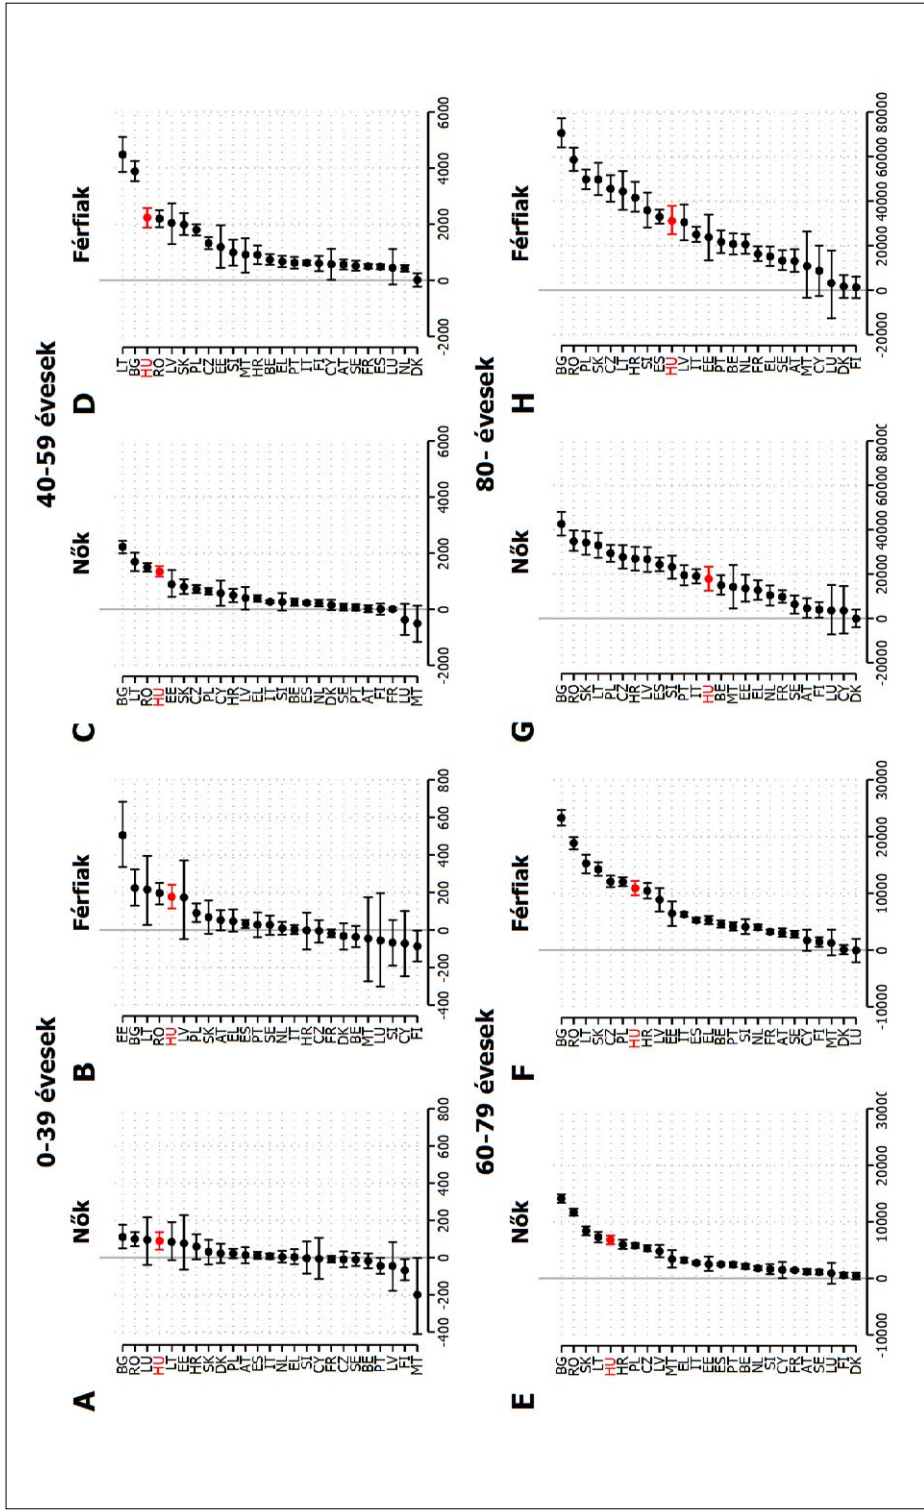 0-39 évesek
40-59 évesek
A
Nők
BG
RO
LU
HU
LT
EE
HR
SK
DK
PL
AT
ES
IT
NL
EL
SI
CY
FR
CZ
SE
BE
PT
LV
FI
MT
-400 -200 0 200 400 600 800
B
Férfiak
EE
BG
LT
RO
HU
LV
PL
SK
AT
EL
ES
PT
SE
NL
IT
HR
CZ
FR
DK
BE
MT
LU
SI
CY
FI
-400 -200 0 200 400 600 800
C
Nők
BG
LT
RO
HU
EE
SK
CZ
PL
CY
HR
LV
EL
IT
SI
BE
ES
NL
DK
SE
PT
AT
FI
FR
LU
MT
-2000 0 2000 4000 6000
D
Férfiak
LT
BG
HU
RO
LV
SK
PL
CZ
EE
SI
MT
HR
BE
EL
PT
IT
FI
CY
AT
SE
FR
ES
LU
NL
DK
-2000 0 2000 4000 6000
60-79 évesek
80- évesek
E
Nők
BG
RO
SK
LT
HU
HR
PL
CZ
LV
MT
EL
IT
EE
ES
PT
BE
NL
SI
CY
FR
AT
SE
LU
FI
DK
-10000 0 10000 20000 30000
F
Férfiak
BG
RO
LT
SK
CZ
PL
HU
HR
LV
EE
IT
ES
EL
BE
PT
SI
NL
FR
AT
SE
CY
FI
MT
DK
LU
-10000 0 10000 20000 30000
G
Nők
BG
RO
SK
LT
PL
CZ
HR
LV
ES
SI
PT
IT
HU
BE
MT
EE
EL
NL
FR
SE
AT
FI
LU
CY
DK
-20000 0 20000 40000 60000 80000
H
Férfiak
BG
RO
PL
SK
CZ
LT
HR
SI
ES
HU
LV
IT
EE
PT
BE
NL
FR
EL
SE
AT
MT
CY
LU
DK
FI
-20000 0 20000 40000 60000 80000